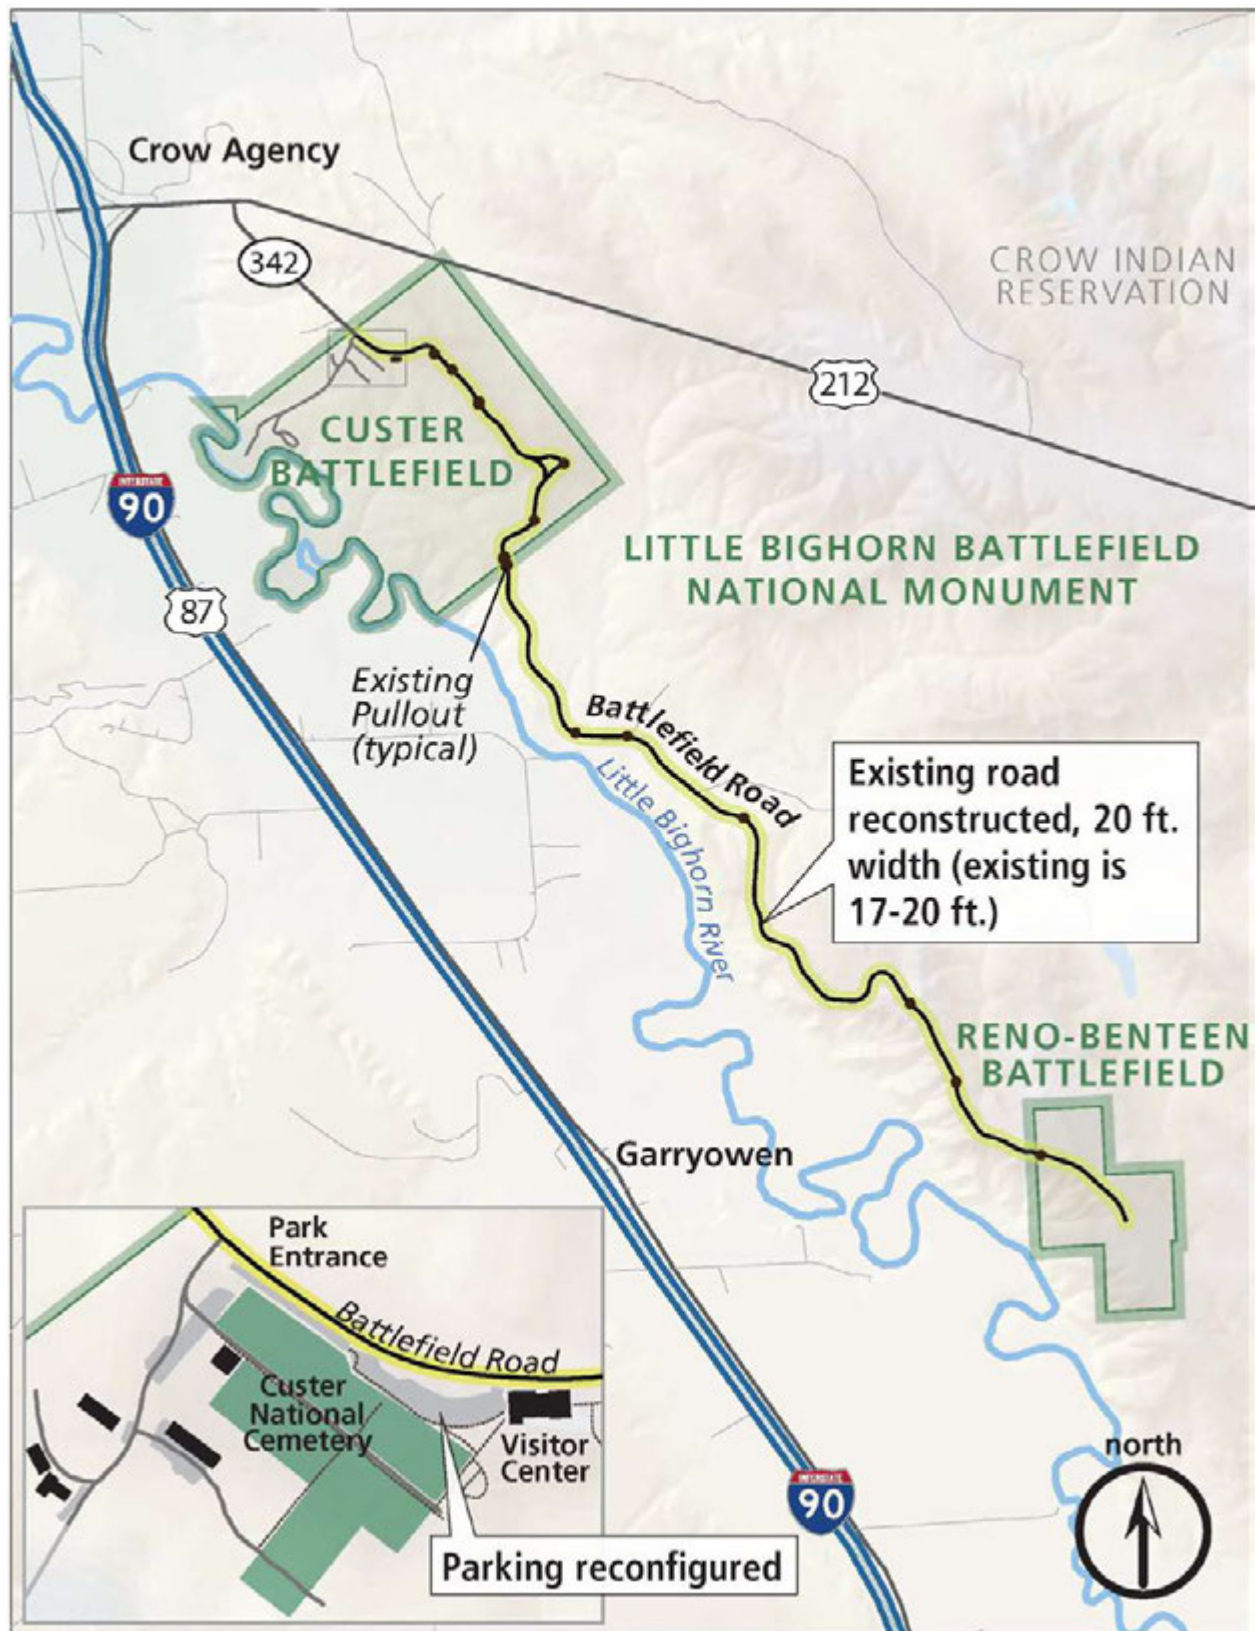 Crow Agency
342
CROW INDIAN
RESERVATION
212
CUSTER
BATTLEFIELD
INTERSTATE
90
LITTLE BIGHORN BATTLEFIELD
NATIONAL MONUMENT
87
Existing
Pullout
(typical)
Battlefield Road
Little Bighorn River
Existing road
reconstructed, 20 ft.
width (existing is
17-20 ft.)
RENO-BENTEEN
BATTLEFIELD
Garryowen
Park
Entrance
Battlefield Road
Custer
National
Cemetery
Visitor
Center
Parking reconfigured
INTERSTATE
90
north